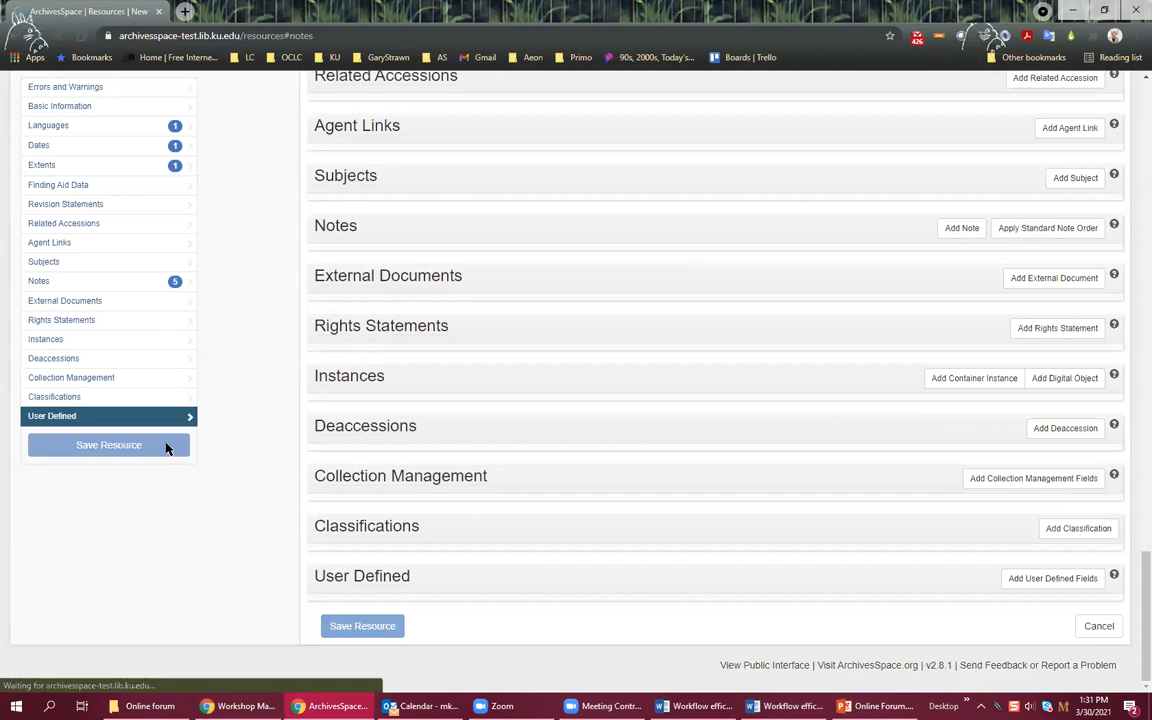 ArchivesSpace | Resources | New
archivesspace-test.lib.ku.edu/resources#notes
426
Apps Bookmarks Home | Free Interne... LC OCLC KU GaryStrawn AS Gmail Aeon Primo 90s, 2000s, Today's... Boards | Trello Other bookmarks Reading list
Errors and Warnings
Basic Information
Languages 1
Dates 1
Extents 1
Finding Aid Data
Revision Statements
Related Accessions
Agent Links
Subjects
Notes 5
External Documents
Rights Statements
Instances
Deaccessions
Collection Management
Classifications
User Defined
Save Resource
Related Accessions Add Related Accession
Agent Links Add Agent Link
Subjects Add Subject
Notes Add Note Apply Standard Note Order
External Documents Add External Document
Rights Statements Add Rights Statement
Instances Add Container Instance Add Digital Object
Deaccessions Add Deaccession
Collection Management Add Collection Management Fields
Classifications Add Classification
User Defined Add User Defined Fields
Save Resource Cancel
View Public Interface | Visit ArchivesSpace.org | v2.8.1 | Send Feedback or Report a Problem
Waiting for archivesspace-test.lib.ku.edu...
Online forum Workshop Ma... ArchivesSpace... Calendar - mk... Zoom Meeting Contr... Workflow effic... Workflow effic... Online Forum.... Desktop
1:31 PM
3/30/2021
2